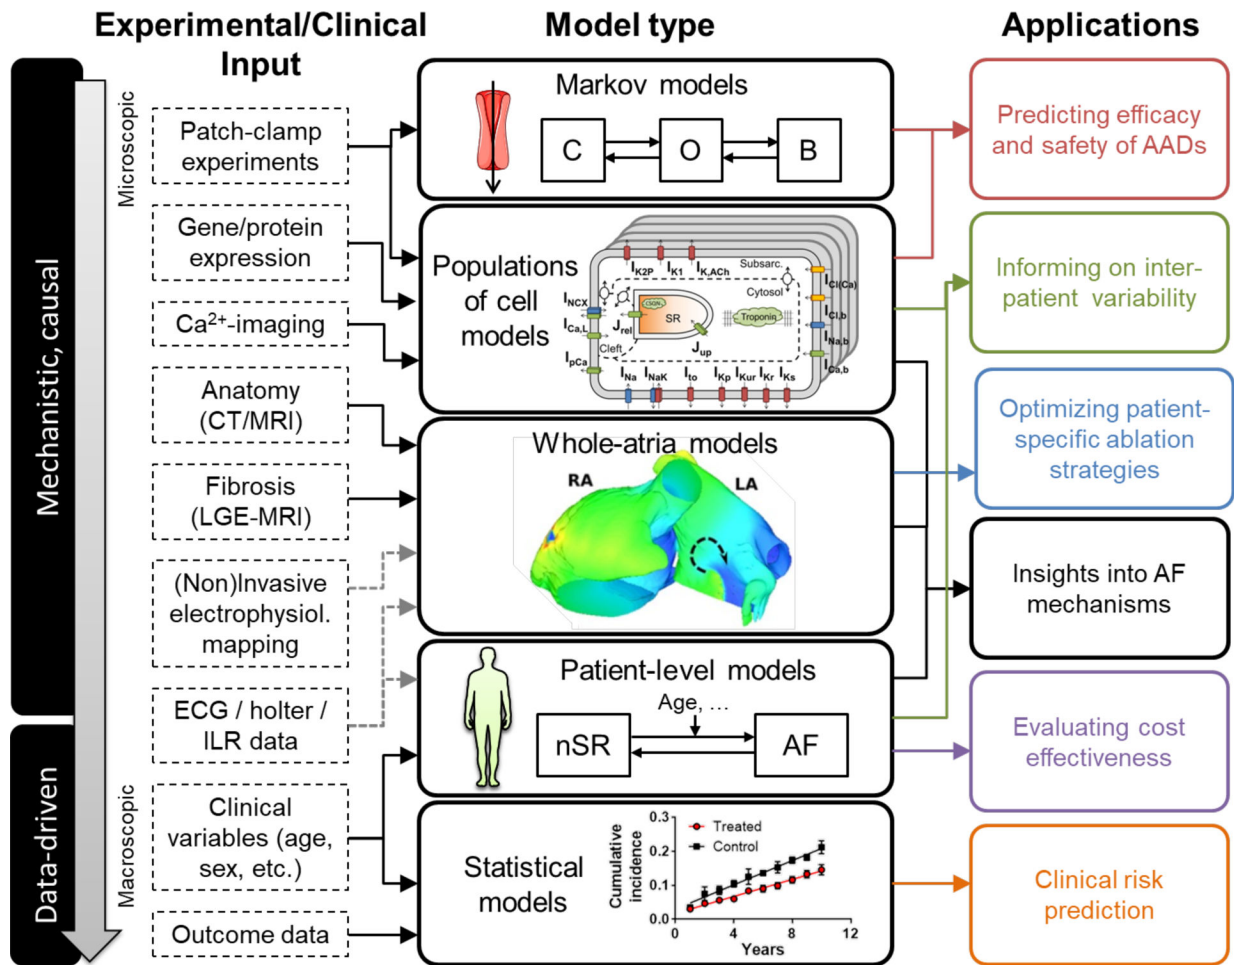 Experimental/Clinical
Input
Model type
Applications
Mechanistic, causal
Data-driven
Microscopic
Macroscopic
Patch-clamp
experiments
Gene/protein
expression
Ca2+-imaging
Anatomy
(CT/MRI)
Fibrosis
(LGE-MRI)
(Non)Invasive
electrophysiol.
mapping
ECG / holter /
ILR data
Clinical
variables (age,
sex, etc.)
Outcome data
Markov models
C
O
B
Populations
of cell
models
IK2P
IK1
IK,ACh
Subsarc.
Cytosol
ICl(Ca)
INCX
ICl,b
CSQN
SR
Troponin
ICa,L
Jrel
INa,b
Cleft
Jup
IpCa
ICa,b
INa
INaK
Ito
IKp
IKur
IKr
IKs
Whole-atria models
RA
LA
Patient-level models
Age, ...
nSR
AF
Statistical
models
Cumulative
incidence
0.3
0.2
0.1
0.0
Treated
Control
0
4
8
12
Years
Predicting efficacy
and safety of AADs
Informing on inter-
patient variability
Optimizing patient-
specific ablation
strategies
Insights into AF
mechanisms
Evaluating cost
effectiveness
Clinical risk
prediction